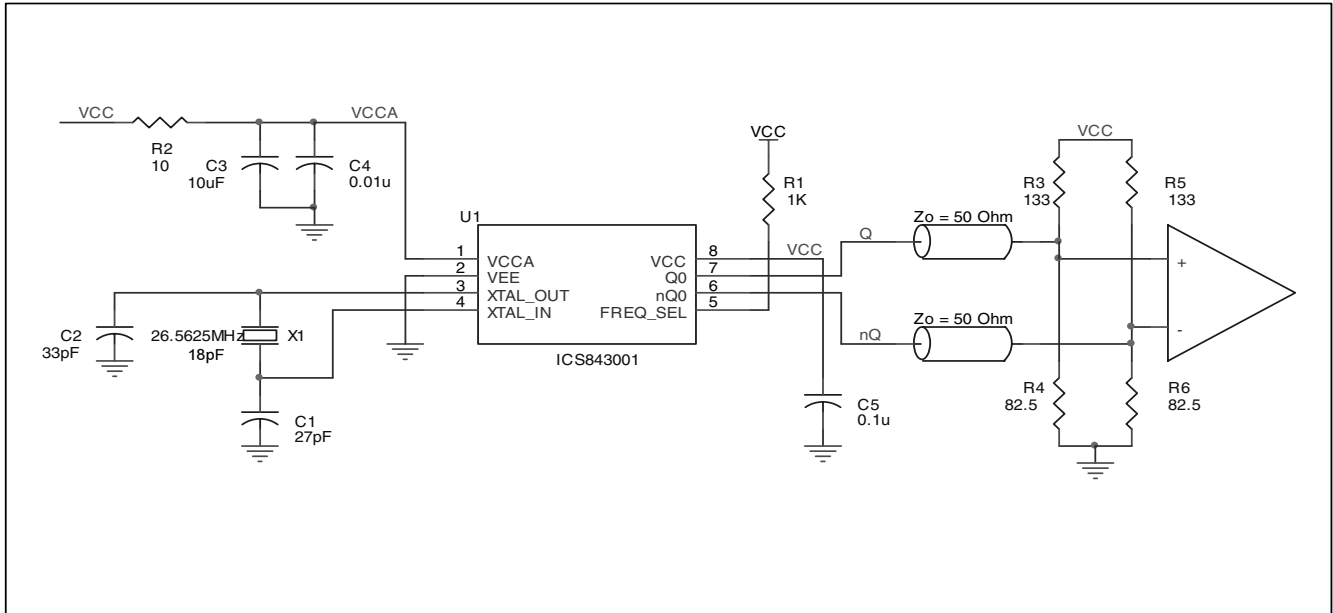 VCC
R2
10
C3
10uF
C4
0.01u
VCCA
U1
1
2
3
4
VCCA
VEE
XTAL_OUT
XTAL_IN
VCC
Q0
nQ0
FREQ_SEL
8
7
6
5
ICS843001
C2
33pF
26.5625MHz
18pF
X1
C1
27pF
VCC
R1
1K
VCC
C5
0.1u
Q
Zo = 50 Ohm
nQ
Zo = 50 Ohm
VCC
R3
133
R5
133
+
-
R4
82.5
R6
82.5